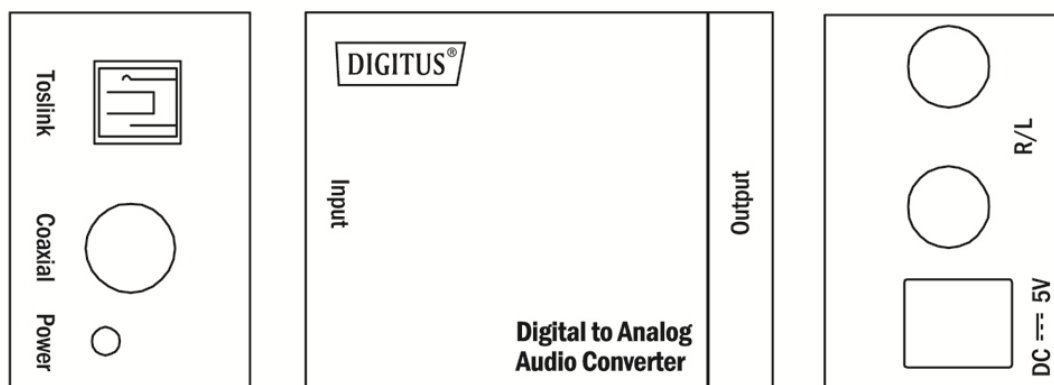 Toslink
Coaxial
Power
DIGITUS®
Input
Output
Digital to Analog
Audio Converter
R/L
DC ⎓ 5V